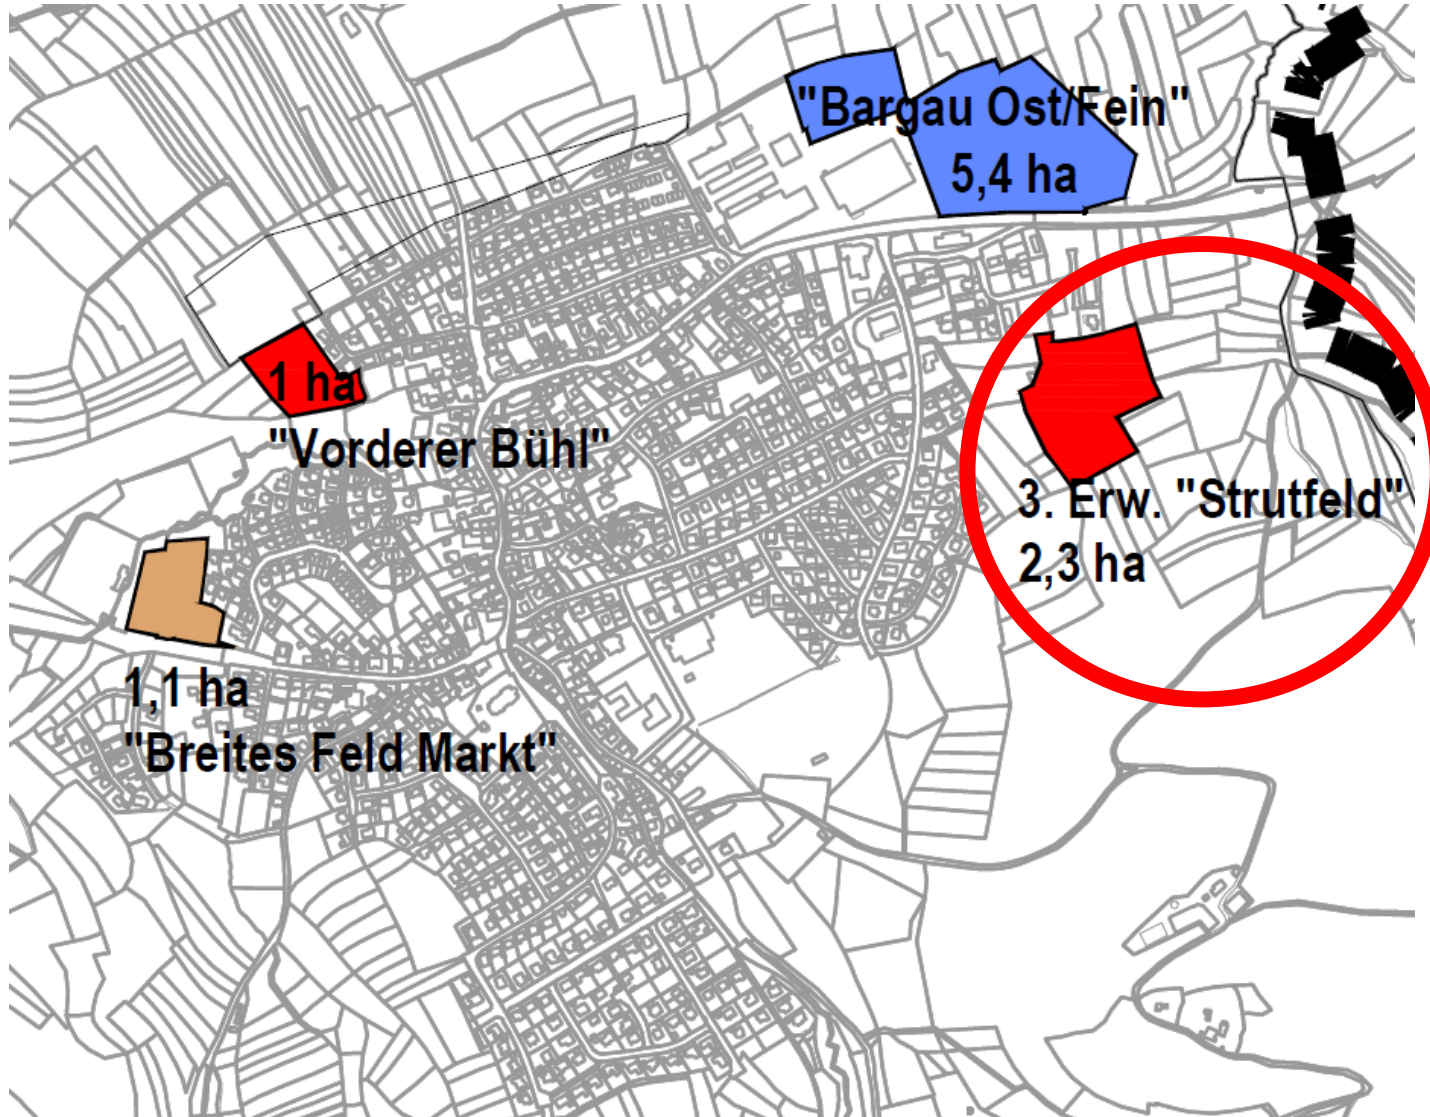 "Bargau Ost/Fein"
5,4 ha
1 ha
"Vorderer Bühl"
3. Erw. "Strutfeld"
2,3 ha
1,1 ha
"Breites Feld Markt"